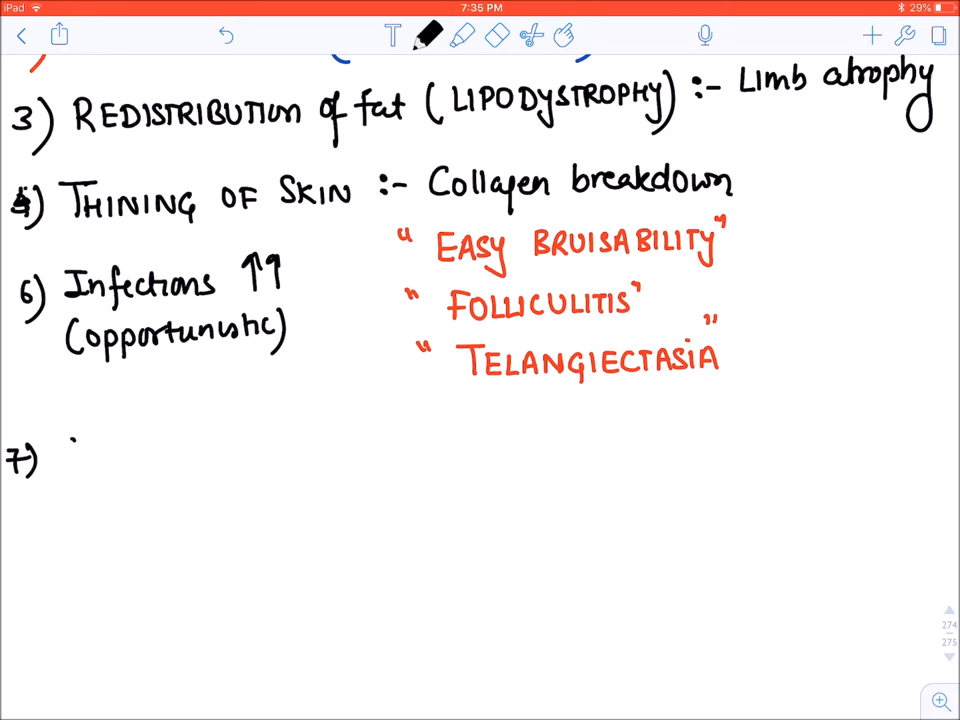 iPad 7:35 PM 29%
T
3) REDISTRIBUTION of fat (LIPODYSTROPHY) :- Limb atrophy
) THINING OF SKIN :- Collagen breakdown
" EASY BRUISABILITY"
6) Infections ↑↑
(opportunistic)
" FOLLICULITIS"
" TELANGIECTASIA"
7)
274
275